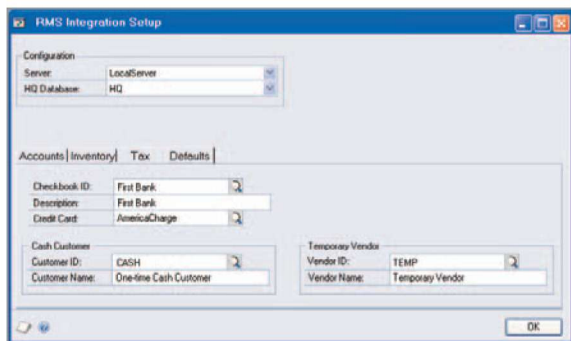 RMS Integration Setup
Configuration
Server: LocalServer
HQ Database: HQ
Accounts Inventory Tax Defaults
Checkbook ID: First Bank
Description: First Bank
Credit Card: AmericaCharge
Cash Customer
Customer ID: CASH
Customer Name: One-time Cash Customer
Temporary Vendor
Vendor ID: TEMP
Vendor Name: Temporary Vendor
OK